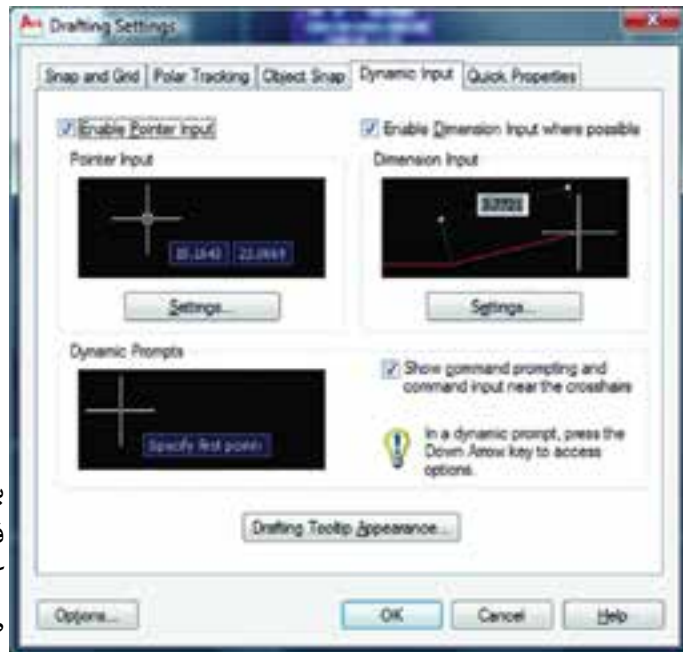 Drafting Settings
Snap and Grid
Polar Tracking
Object Snap
Dynamic Input
Quick Properties
Enable Pointer Input
Enable Dimension Input where possible
Pointer Input
Dimension Input
Settings...
Settings...
Dynamic Prompts
Show command prompting and
command input near the crosshairs
Specify first point:
In a dynamic prompt, press the
Down Arrow key to access
options.
Drafting Tooltip Appearance...
Options...
OK
Cancel
Help